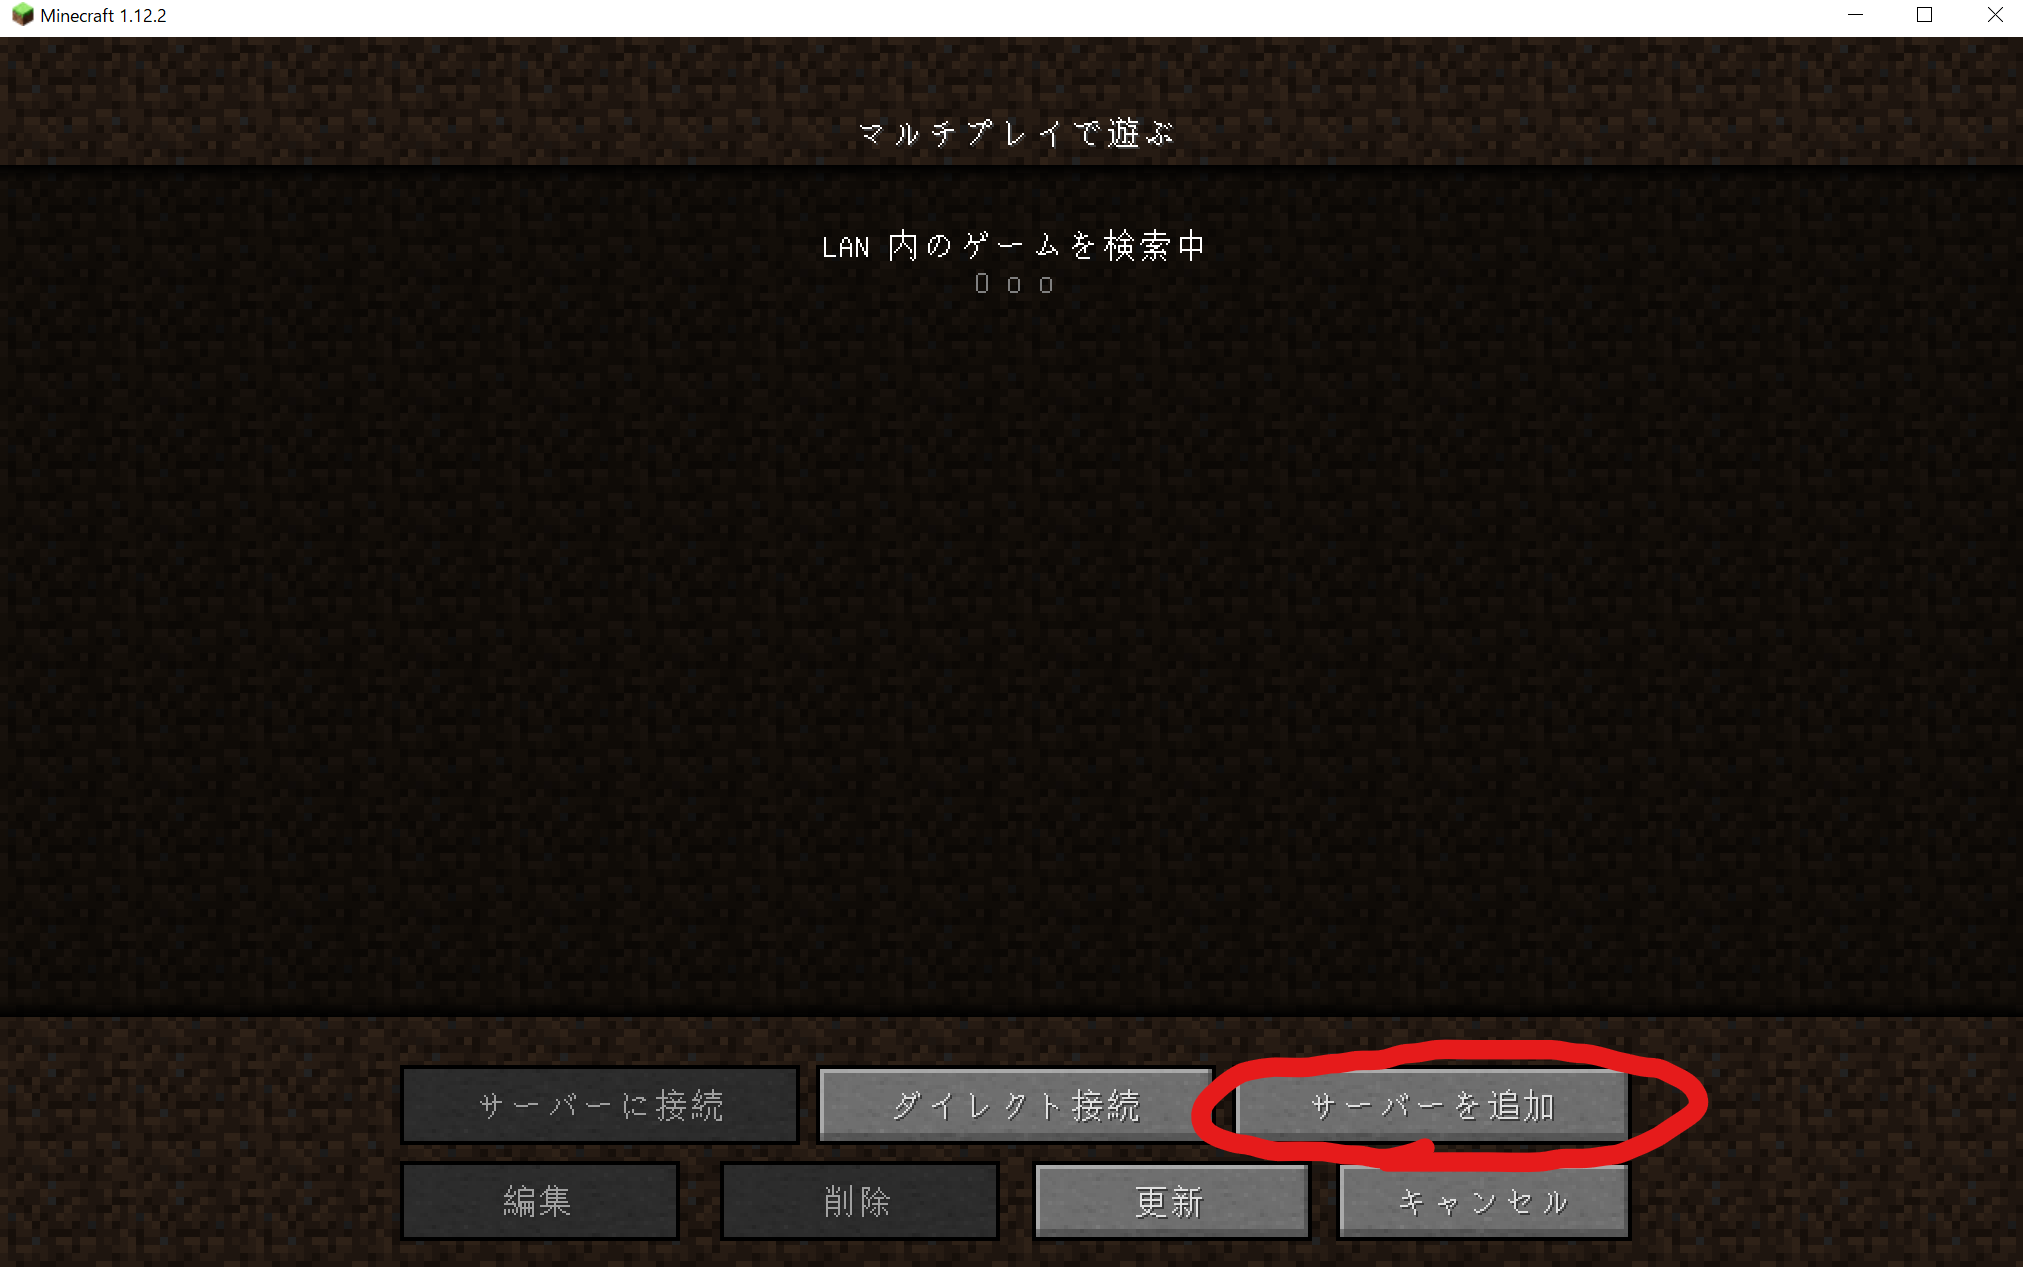 Minecraft 1.12.2
マルチプレイで遊ぶ
LAN 内のゲームを検索中
O o o
サーバーに接続 ダイレクト接続 サーバーを追加
編集 削除 更新 キャンセル